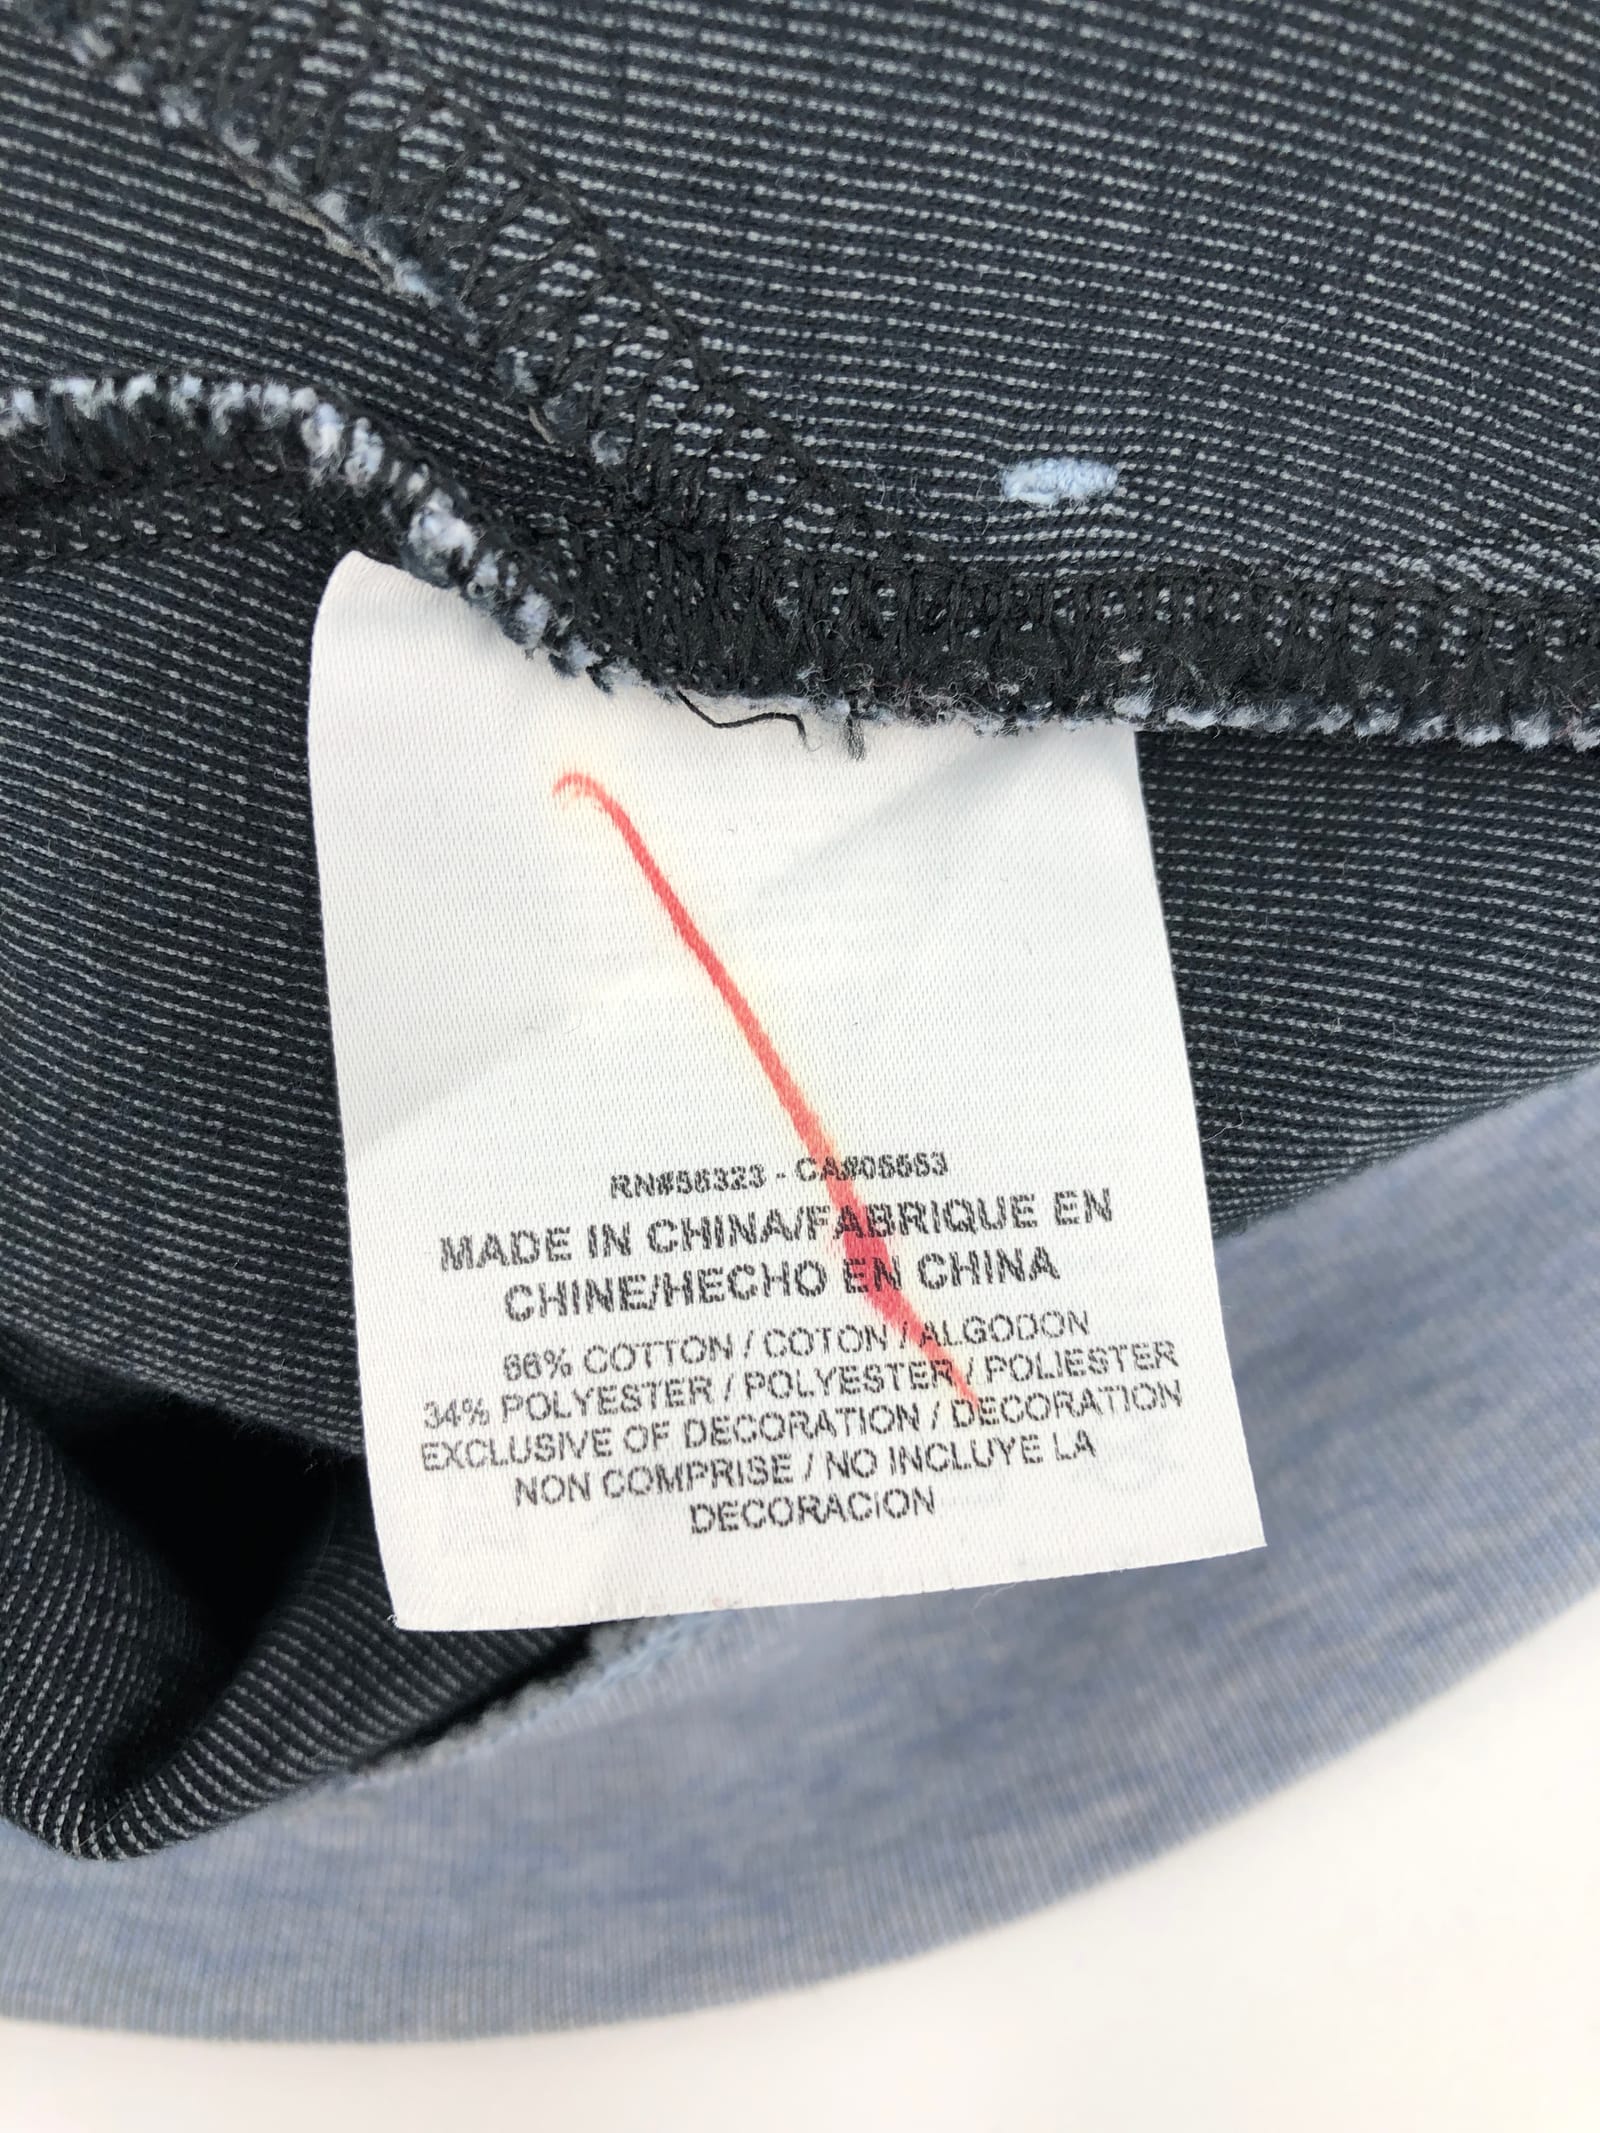 RN#56323 - CA#05553
MADE IN CHINA/FABRIQUE EN
CHINE/HECHO EN CHINA
66% COTTON / COTON / ALGODON
34% POLYESTER / POLYESTER / POLIESTER
EXCLUSIVE OF DECORATION / DECORATION
NON COMPRISE / NO INCLUYE LA
DECORACION